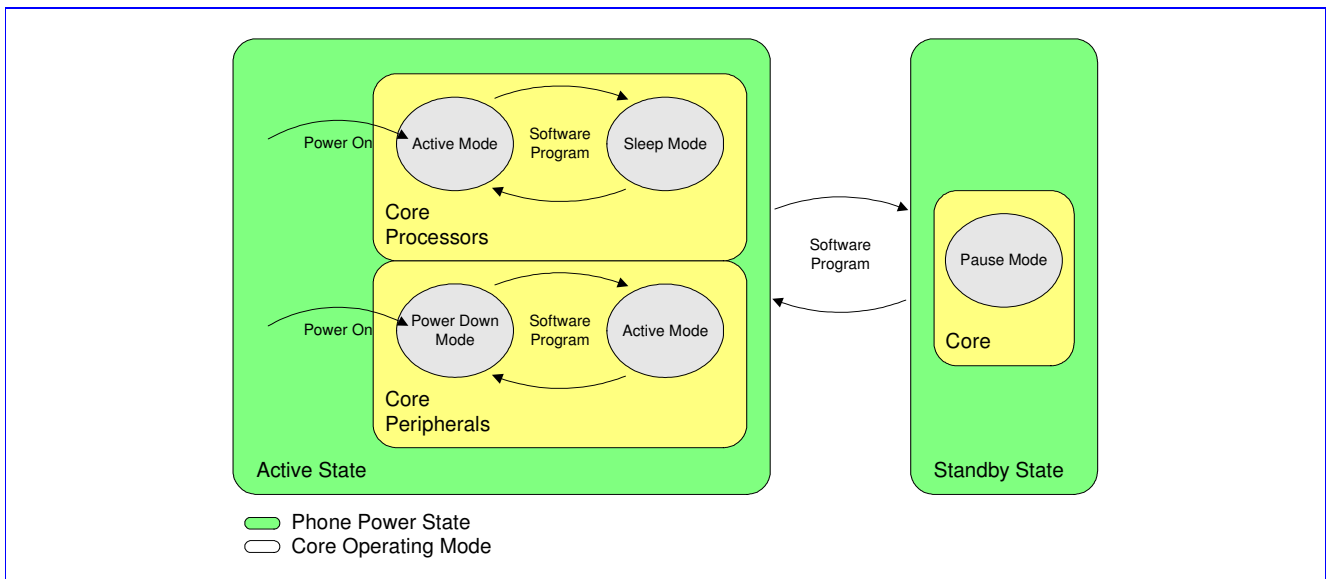 Power On
Active Mode
Software
Program
Sleep Mode
Core
Processors
Power On
Power Down
Mode
Software
Program
Active Mode
Core
Peripherals
Active State
Software
Program
Pause Mode
Core
Standby State
Phone Power State
Core Operating Mode